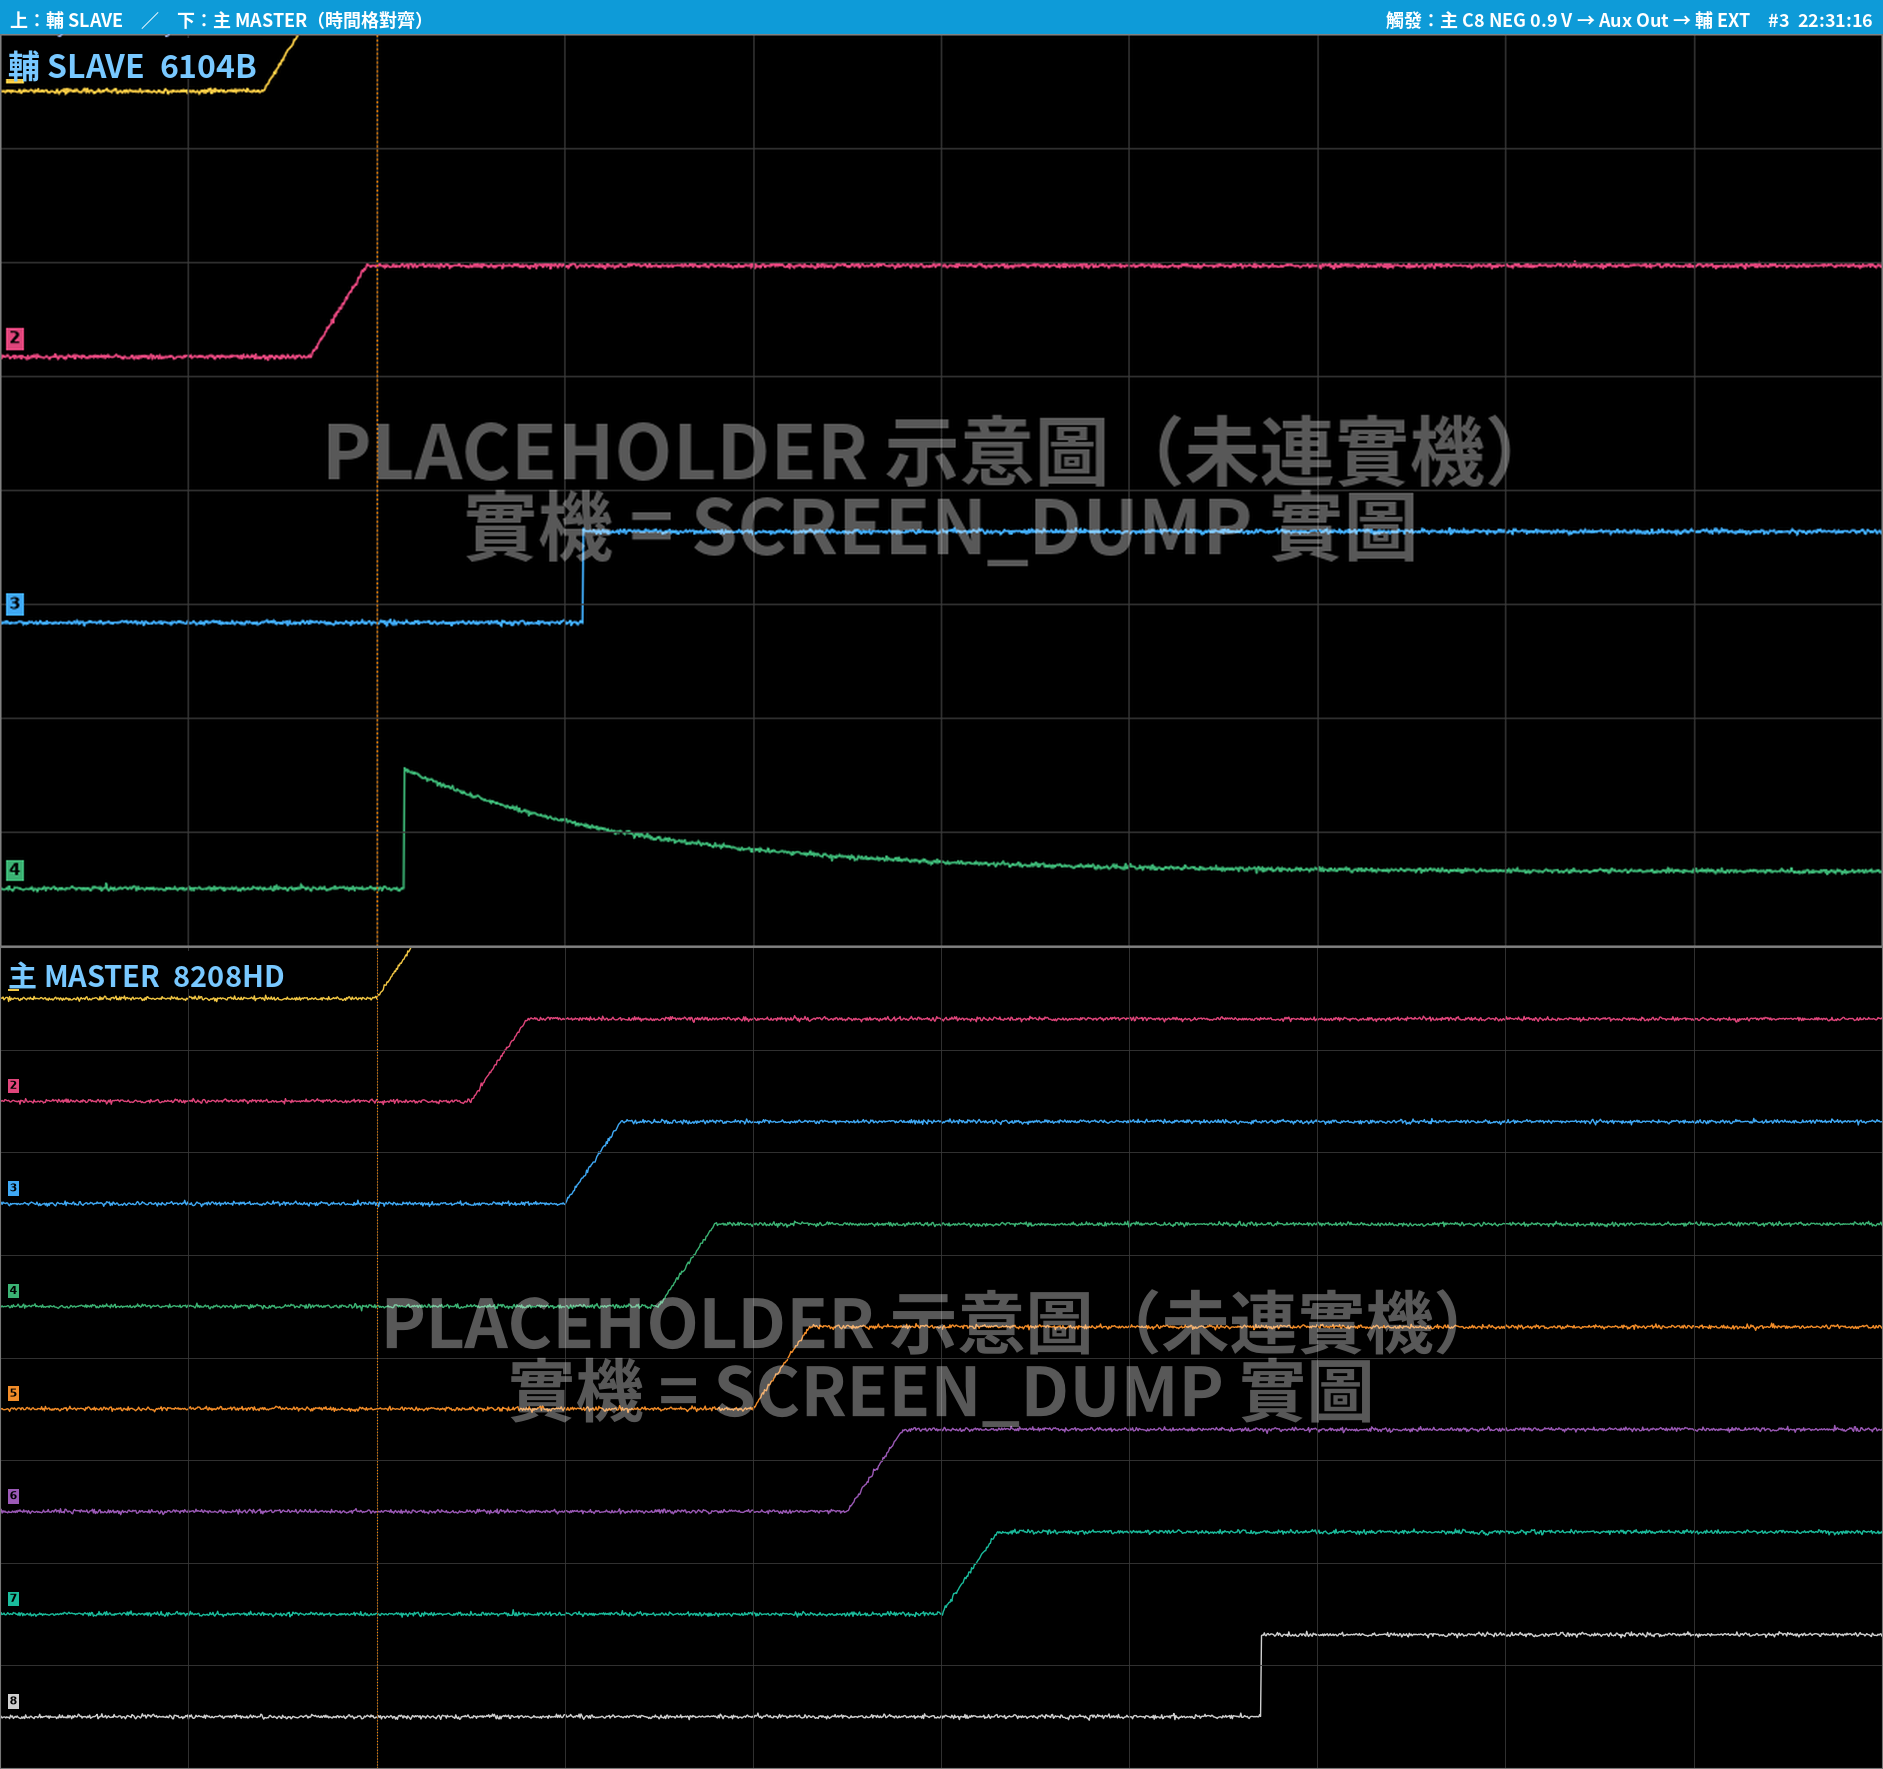 上：輔 SLAVE　／　下：主 MASTER（時間格對齊）
觸發：主 C8 NEG 0.9 V → Aux Out → 輔 EXT　#3 22:31:16
輔 SLAVE 6104B
2
PLACEHOLDER 示意圖（未連實機）
實機 = SCREEN_DUMP 實圖
3
4
主 MASTER 8208HD
2
3
4
PLACEHOLDER 示意圖（未連實機）
實機 = SCREEN_DUMP 實圖
5
6
7
8